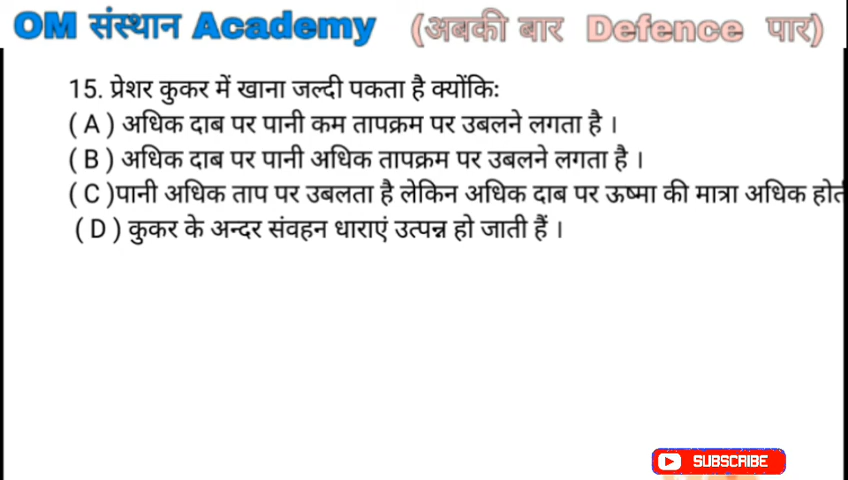 OM संस्थान Academy (अबकी बार Defence पार)
15. प्रेशर कुकर में खाना जल्दी पकता है क्योंकिः
( A ) अधिक दाब पर पानी कम तापक्रम पर उबलने लगता है ।
( B ) अधिक दाब पर पानी अधिक तापक्रम पर उबलने लगता है ।
( C )पानी अधिक ताप पर उबलता है लेकिन अधिक दाब पर ऊष्मा की मात्रा अधिक
( D ) कुकर के अन्दर संवहन धाराएं उत्पन्न हो जाती हैं ।
SUBSCRIBE